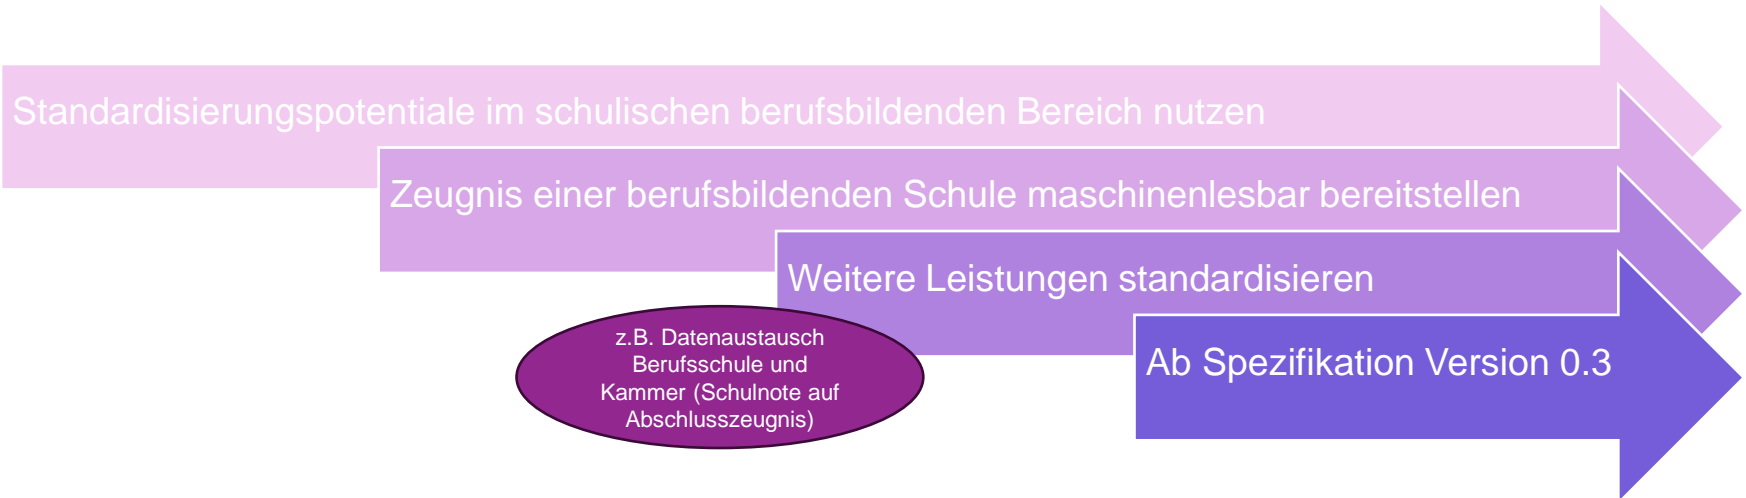 Standardisierungspotentiale im schulischen berufsbildenden Bereich nutzen
Zeugnis einer berufsbildenden Schule maschinenlesbar bereitstellen
Weitere Leistungen standardisieren
z.B. Datenaustausch
Berufsschule und
Kammer (Schulnote auf
Abschlusszeugnis)
Ab Spezifikation Version 0.3